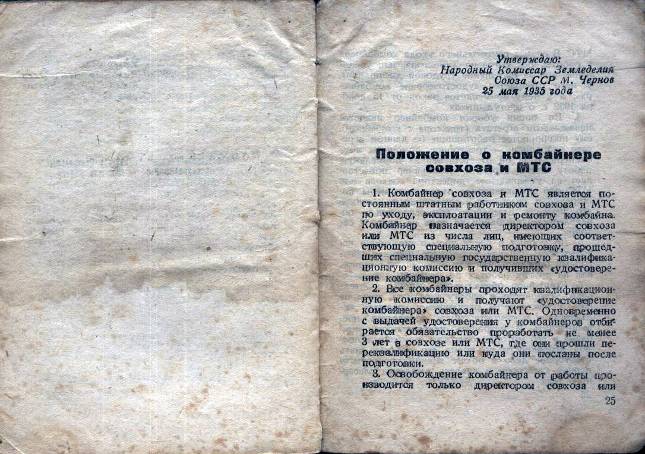 Утверждаю:
Народный Комиссар Земледелия
Союза ССР М. Чернов
25 мая 1935 года
Положение о комбайнере
совхоза и МТС
1. Комбайнер совхоза и МТС является по-
стоянным штатным работником совхоза и МТС
по уходу, эксплоатации и ремонту комбайна.
Комбайнер назначается директором совхоза
или МТС из числа лиц, имеющих соответ-
ствующую специальную подготовку, прошед-
ших специальную государственную квалифика-
ционную комиссию и получивших «удостовере-
ние комбайнера».
2. Все комбайнеры проходят квалификацион-
ную комиссию и получают «удостоверение
комбайнера» совхоза или МТС. Одновременно
с выдачей удостоверения у комбайнеров отби-
рается обязательство проработать не менее
3 лет в совхозе или МТС, где они прошли пе-
реквалификацию или куда они посланы после
подготовки.
3. Освобождение комбайнера от работы про-
изводится только директором совхоза или
25